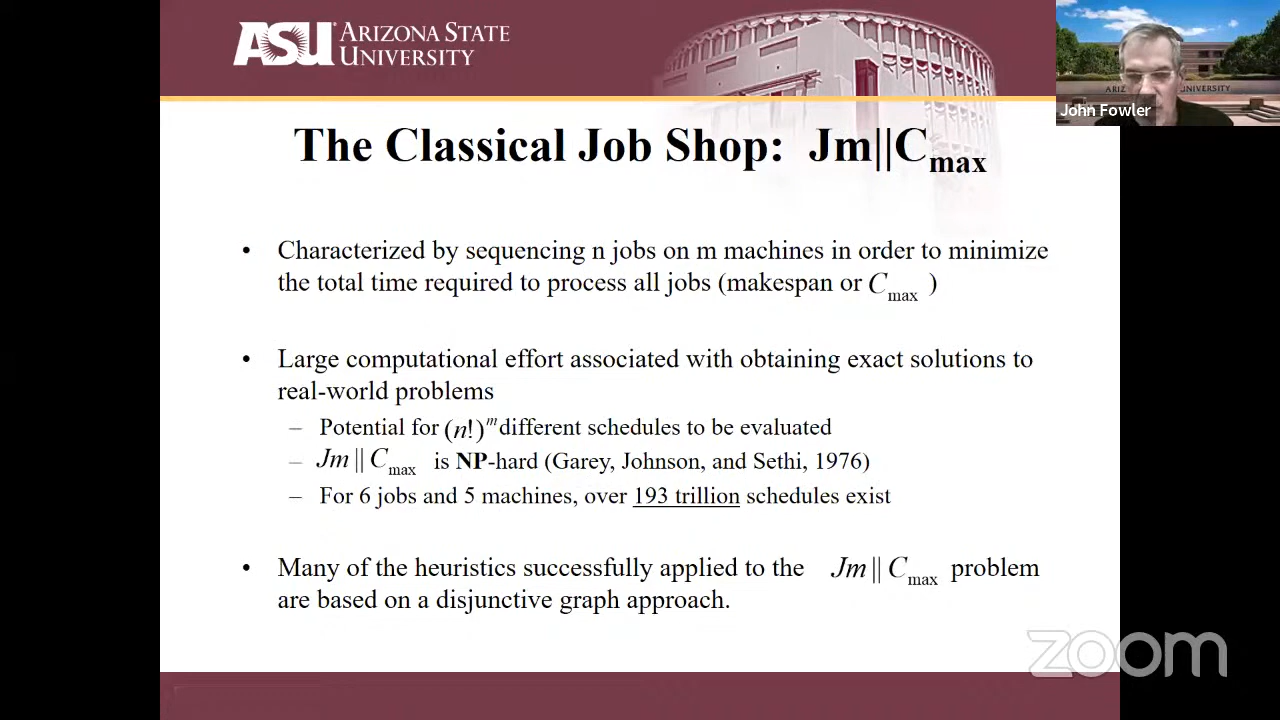 ASU ARIZONA STATE
UNIVERSITY
John Fowler
The Classical Job Shop: Jm||Cmax
• Characterized by sequencing n jobs on m machines in order to minimize
the total time required to process all jobs (makespan or Cmax )
• Large computational effort associated with obtaining exact solutions to
real-world problems
– Potential for (n!)^m different schedules to be evaluated
– Jm || Cmax is NP-hard (Garey, Johnson, and Sethi, 1976)
– For 6 jobs and 5 machines, over 193 trillion schedules exist
• Many of the heuristics successfully applied to the Jm || Cmax problem
are based on a disjunctive graph approach.
zoom